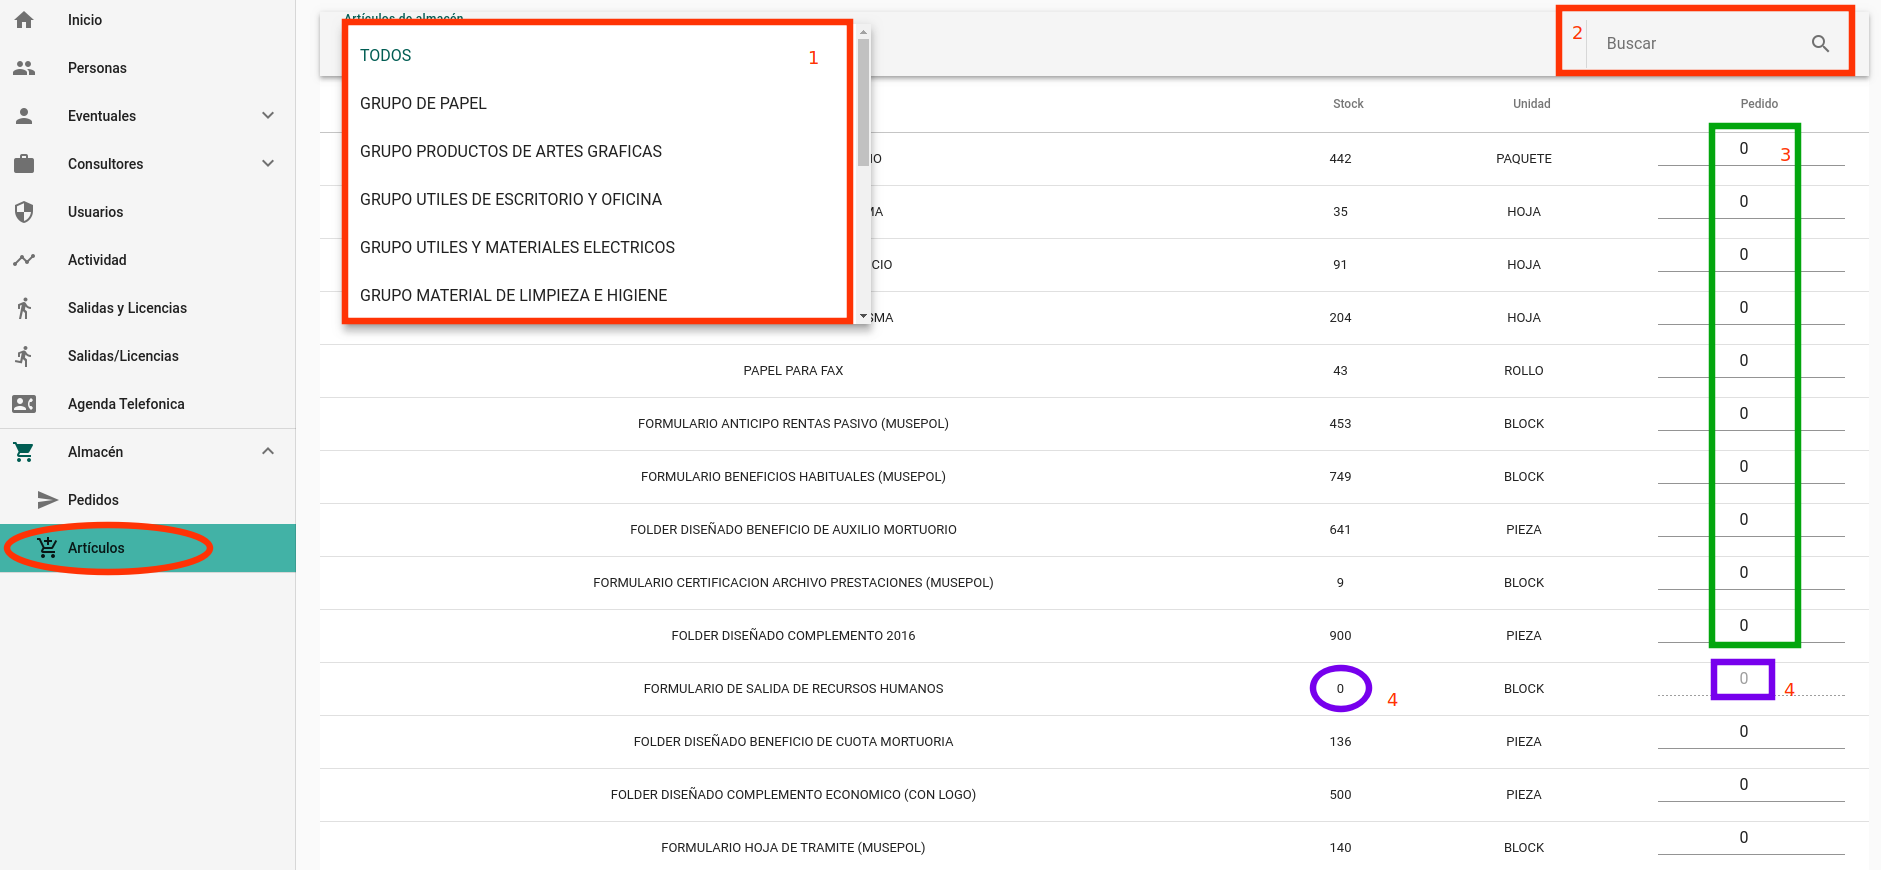 Inicio
Personas
Eventuales
Consultores
Usuarios
Actividad
Salidas y Licencias
Salidas/Licencias
Agenda Telefonica
Almacén
Pedidos
Artículos
Artículos de almacén
TODOS 1
GRUPO DE PAPEL
GRUPO PRODUCTOS DE ARTES GRAFICAS
GRUPO UTILES DE ESCRITORIO Y OFICINA
GRUPO UTILES Y MATERIALES ELECTRICOS
GRUPO MATERIAL DE LIMPIEZA E HIGIENE
2 Buscar
Stock Unidad Pedido
442 PAQUETE 0 3
35 HOJA 0
91 HOJA 0
204 HOJA 0
PAPEL PARA FAX 43 ROLLO 0
FORMULARIO ANTICIPO RENTAS PASIVO (MUSEPOL) 453 BLOCK 0
FORMULARIO BENEFICIOS HABITUALES (MUSEPOL) 749 BLOCK 0
FOLDER DISEÑADO BENEFICIO DE AUXILIO MORTUORIO 641 PIEZA 0
FORMULARIO CERTIFICACION ARCHIVO PRESTACIONES (MUSEPOL) 9 BLOCK 0
FOLDER DISEÑADO COMPLEMENTO 2016 900 PIEZA 0
FORMULARIO DE SALIDA DE RECURSOS HUMANOS 0 4 BLOCK 0 4
FOLDER DISEÑADO BENEFICIO DE CUOTA MORTUORIA 136 PIEZA 0
FOLDER DISEÑADO COMPLEMENTO ECONOMICO (CON LOGO) 500 PIEZA 0
FORMULARIO HOJA DE TRAMITE (MUSEPOL) 140 BLOCK 0